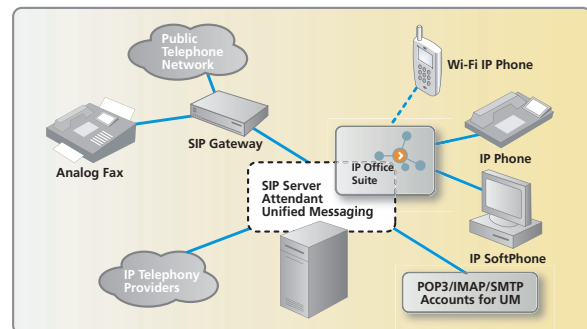 Public
Telephone
Network
Wi-Fi IP Phone
SIP Gateway
Analog Fax
IP Office
Suite
IP Phone
SIP Server
Attendant
Unified Messaging
IP SoftPhone
IP Telephony
Providers
POP3/IMAP/SMTP
Accounts for UM